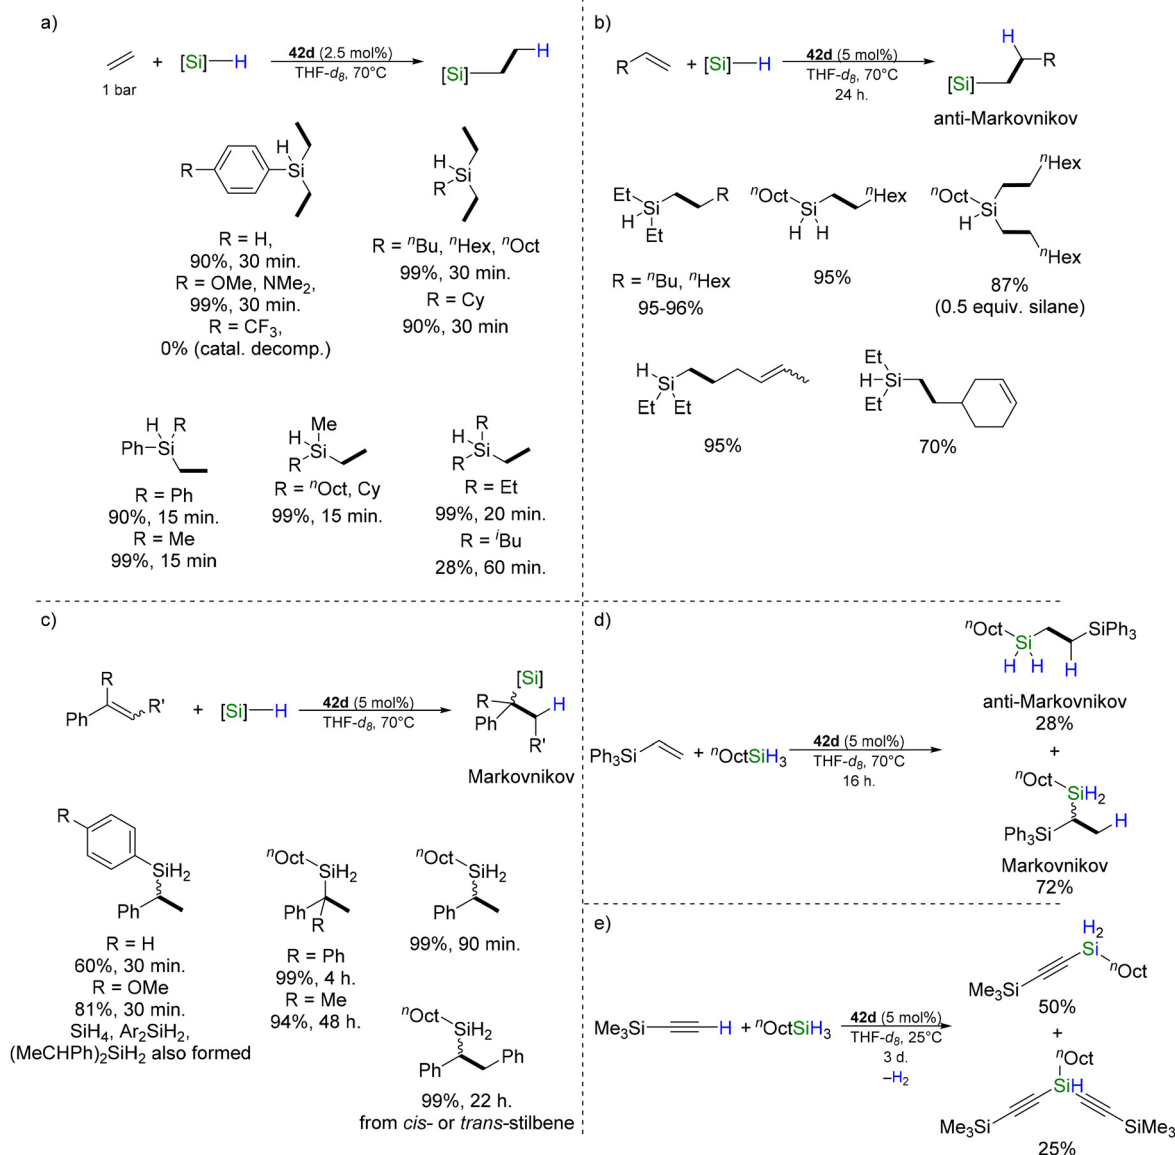 a)
1 bar
+
[Si]—H
42d (2.5 mol%)
THF-d8, 70°C
[Si]
H
R
H
Si
R = H,
90%, 30 min.
R = OMe, NMe2,
99%, 30 min.
R = CF3,
0% (catal. decomp.)
H
Si
R
R = nBu, nHex, nOct
99%, 30 min.
R = Cy
90%, 30 min
H
R
Ph
Si
R = Ph
90%, 15 min.
R = Me
99%, 15 min
Me
H
Si
R
R = nOct, Cy
99%, 15 min.
R
H
Si
R
R = Et
99%, 20 min.
R = iBu
28%, 60 min.
b)
R
+ [Si]—H
42d (5 mol%)
THF-d8, 70°C
24 h.
H
R
[Si]
anti-Markovnikov
Et
Si
R
H
Et
R = nBu, nHex
95-96%
nOct
Si
nHex
H H
95%
nHex
nOct
Si
H
nHex
87%
(0.5 equiv. silane)
H
Si
Et Et
95%
Et
H
Si
Et
70%
c)
R
Ph
R'
+ [Si]—H
42d (5 mol%)
THF-d8, 70°C
[Si]
R
H
Ph
R'
Markovnikov
R
SiH2
Ph
R = H
60%, 30 min.
R = OMe
81%, 30 min.
SiH4, Ar2SiH2,
(MeCHPh)2SiH2 also formed
nOct
SiH2
Ph
R
R = Ph
99%, 4 h.
R = Me
94%, 48 h.
nOct
SiH2
Ph
99%, 90 min.
nOct
SiH2
Ph
Ph
99%, 22 h.
from cis- or trans-stilbene
d)
Ph3Si
+ nOctSiH3
42d (5 mol%)
THF-d8, 70°C
16 h.
nOct
Si
SiPh3
H H
H
anti-Markovnikov
28%
+
nOct
SiH2
Ph3Si
H
Markovnikov
72%
e)
Me3Si
H
+ nOctSiH3
42d (5 mol%)
THF-d8, 25°C
3 d.
–H2
H2
Si
nOct
Me3Si
50%
+
nOct
SiH
Me3Si
SiMe3
25%